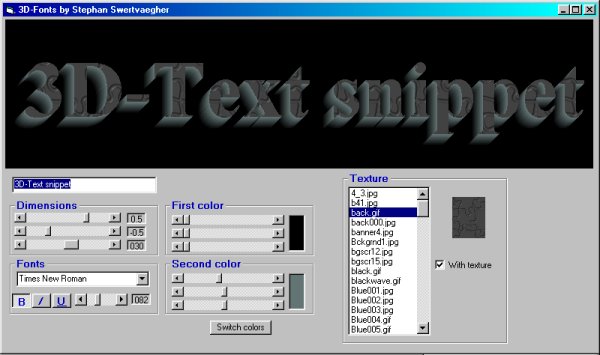 3D-Fonts by Stephan Swertvaegher
3D-Text snippet
3D-Text snippet
Dimensions
0.5
-0.5
030
Fonts
Times New Roman
B I U 082
First color
Second color
Switch colors
Texture
4_3.jpg
b41.jpg
back.gif
back000.jpg
banner4.jpg
Bckgrnd1.jpg
bgscr12.jpg
bgscr15.jpg
black.gif
blackwave.gif
Blue001.jpg
Blue002.jpg
Blue003.jpg
Blue004.gif
Blue005.gif
With texture